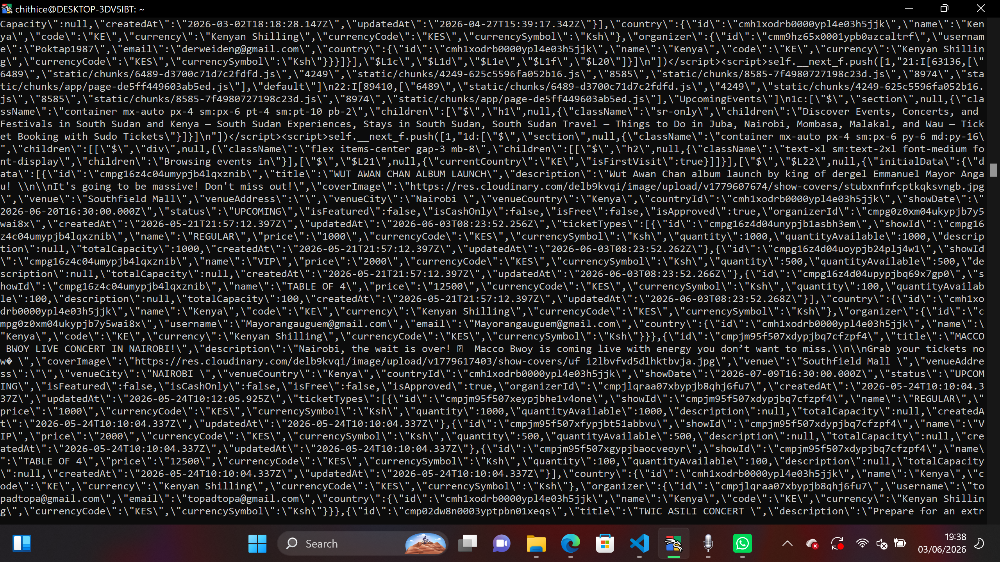 chithice@DESKTOP-3DV5IBT: ~
Capacity\":null,\"createdAt\":\"2026-03-02T18:18:28.147Z\",\"updatedAt\":\"2026-04-27T15:39:17.342Z\"}],\"country\":{\"id\":\"cmh1xodrb0000ypl4e03h5jjk\",\"name\":\"Ken
ya\",\"code\":\"KE\",\"currency\":\"Kenyan Shilling\",\"currencyCode\":\"KES\",\"currencySymbol\":\"Ksh\"},\"organizer\":{\"id\":\"cmm9hz65x0001ypb0azcaltrf\",\"usernam
e\":\"Poktap1987\",\"email\":\"derweideng@gmail.com\",\"country\":{\"id\":\"cmh1xodrb0000ypl4e03h5jjk\",\"name\":\"Kenya\",\"code\":\"KE\",\"currency\":\"Kenyan Shillin
g\",\"currencyCode\":\"KES\",\"currencySymbol\":\"Ksh\"}}}]}],\"$L1c\",\"$L1d\",\"$L1e\",\"$L1f\",\"$L20\"]}]\n"])</script><script>self.__next_f.push([1,"21:I[63136,[\"
6489\",\"static/chunks/6489-d3700c71d7c2fdfd.js\",\"4249\",\"static/chunks/4249-625c5596fa052b16.js\",\"8585\",\"static/chunks/8585-7f4980727198c23d.js\",\"8974\",\"sta
tic/chunks/app/page-de5ff449603ab5ed.js\"],\"default\"]\n22:I[89410,[\"6489\",\"static/chunks/6489-d3700c71d7c2fdfd.js\",\"4249\",\"static/chunks/4249-625c5596fa052b16.
js\",\"8585\",\"static/chunks/8585-7f4980727198c23d.js\",\"8974\",\"static/chunks/app/page-de5ff449603ab5ed.js\"],\"UpcomingEvents\"]\n1c:[\"$\",\"section\",null,{\"cla
ssName\":\"container mx-auto px-4 sm:px-6 pt-4 sm:pt-10 pb-2\",\"children\":[\"$\",\"h1\",null,{\"className\":\"sr-only\",\"children\":\"Discover Events, Concerts, and
Festivals in South Sudan and Kenya — South Sudan Experiences, Stays in South Sudan, South Sudan Travel — Things to Do in Juba, Nairobi, Mombasa, Malakal, and Wau — Tick
et Booking with Sudo Tickets\"}]}]\n"])</script><script>self.__next_f.push([1,"1d:[\"$\",\"section\",null,{\"className\":\"container mx-auto px-4 sm:px-6 py-6 md:py-16\
",\"children\":[[\"$\",\"div\",null,{\"className\":\"flex items-center gap-3 mb-8\",\"children\":[[\"$\",\"h2\",null,{\"className\":\"text-xl sm:text-2xl font-medium fo
nt-display\",\"children\":\"Browsing events in\"}],[\"$\",\"$L21\",null,{\"currentCountry\":\"KE\",\"isFirstVisit\":true}]]}],[\"$\",\"$L22\",null,{\"initialData\":{\"d
ata\":[{\"id\":\"cmpg16z4c04umypjb4lqxznib\",\"title\":\"WUT AWAN CHAN ALBUM LAUNCH\",\"description\":\"Wut Awan Chan album launch by king of dergel Emmanuel Mayor Anga
u! \\n\\nIt's going to be massive! Don't miss out!\",\"coverImage\":\"https://res.cloudinary.com/delb9kvqi/image/upload/v1779607674/show-covers/stubxnfnfcptkqksvngb.jpg
\",\"venue\":\"Southfield Mall\",\"venueAddress\":\"\",\"venueCity\":\"Nairobi \",\"venueCountry\":\"Kenya\",\"countryId\":\"cmh1xodrb0000ypl4e03h5jjk\",\"showDate\":\"
2026-06-20T16:30:00.000Z\",\"status\":\"UPCOMING\",\"isFeatured\":false,\"isCashOnly\":false,\"isFree\":false,\"isApproved\":true,\"organizerId\":\"cmpg0z0xm04ukypjb7y5
wai8x\",\"createdAt\":\"2026-05-21T21:57:12.397Z\",\"updatedAt\":\"2026-06-03T08:23:52.256Z\",\"ticketTypes\":[{\"id\":\"cmpg16z4d04unypjb1asbh3em\",\"showId\":\"cmpg16
z4c04umypjb4lqxznib\",\"name\":\"REGULAR\",\"price\":\"1000\",\"currencyCode\":\"KES\",\"currencySymbol\":\"Ksh\",\"quantity\":1000,\"quantityAvailable\":1000,\"descrip
tion\":null,\"totalCapacity\":1000,\"createdAt\":\"2026-05-21T21:57:12.397Z\",\"updatedAt\":\"2026-06-03T08:23:52.262Z\"},{\"id\":\"cmpg16z4d04uoypjb24plj4w1\",\"showId
\":\"cmpg16z4c04umypjb4lqxznib\",\"name\":\"VIP\",\"price\":\"2000\",\"currencyCode\":\"KES\",\"currencySymbol\":\"Ksh\",\"quantity\":500,\"quantityAvailable\":500,\"de
scription\":null,\"totalCapacity\":null,\"createdAt\":\"2026-05-21T21:57:12.397Z\",\"updatedAt\":\"2026-06-03T08:23:52.266Z\"},{\"id\":\"cmpg16z4d04upypjbq69x7gp0\",\"s
howId\":\"cmpg16z4c04umypjb4lqxznib\",\"name\":\"TABLE OF 4\",\"price\":\"12500\",\"currencyCode\":\"KES\",\"currencySymbol\":\"Ksh\",\"quantity\":100,\"quantityAvailab
le\":100,\"description\":null,\"totalCapacity\":100,\"createdAt\":\"2026-05-21T21:57:12.397Z\",\"updatedAt\":\"2026-06-03T08:23:52.268Z\"}],\"country\":{\"id\":\"cmh1xo
drb0000ypl4e03h5jjk\",\"name\":\"Kenya\",\"code\":\"KE\",\"currency\":\"Kenyan Shilling\",\"currencyCode\":\"KES\",\"currencySymbol\":\"Ksh\"},\"organizer\":{\"id\":\"c
mpg0z0xm04ukypjb7y5wai8x\",\"username\":\"Mayorangauguem@gmail.com\",\"email\":\"Mayorangauguem@gmail.com\",\"country\":{\"id\":\"cmh1xodrb0000ypl4e03h5jjk\",\"name\":\
"Kenya\",\"code\":\"KE\",\"currency\":\"Kenyan Shilling\",\"currencyCode\":\"KES\",\"currencySymbol\":\"Ksh\"}}},{\"id\":\"cmpjm95f507xdypjbq7cfzpf4\",\"title\":\"MACCO
 BWOY LIVE CONCERT IN NAIROBI!\",\"description\":\"Nairobi, the wait is over! Macco Bwoy is coming live with energy you don’t want to miss.\\n\\nGrab your tickets no
w� \",\"coverImage\":\"https://res.cloudinary.com/delb9kvqi/image/upload/v1779617403/show-covers/uf i2lbvfvd5dlhktbvja.jpg\",\"venue\":\"Southfield Mall \",\"venueAddre
ss\":\"\",\"venueCity\":\"NAIROBI \",\"venueCountry\":\"Kenya\",\"countryId\":\"cmh1xodrb0000ypl4e03h5jjk\",\"showDate\":\"2026-07-09T16:30:00.000Z\",\"status\":\"UPCOM
ING\",\"isFeatured\":false,\"isCashOnly\":false,\"isFree\":false,\"isApproved\":true,\"organizerId\":\"cmpjlqraa07xbypjb8qhj6fu7\",\"createdAt\":\"2026-05-24T10:10:04.3
37Z\",\"updatedAt\":\"2026-05-24T10:12:05.925Z\",\"ticketTypes\":[{\"id\":\"cmpjm95f507xeypjbhe1v4one\",\"showId\":\"cmpjm95f507xdypjbq7cfzpf4\",\"name\":\"REGULAR\",\"
price\":\"1000\",\"currencyCode\":\"KES\",\"currencySymbol\":\"Ksh\",\"quantity\":1000,\"quantityAvailable\":1000,\"description\":null,\"totalCapacity\":null,\"createdA
t\":\"2026-05-24T10:10:04.337Z\",\"updatedAt\":\"2026-05-24T10:10:04.337Z\"},{\"id\":\"cmpjm95f507xfypjbt51abbvu\",\"showId\":\"cmpjm95f507xdypjbq7cfzpf4\",\"name\":\"V
IP\",\"price\":\"2000\",\"currencyCode\":\"KES\",\"currencySymbol\":\"Ksh\",\"quantity\":500,\"quantityAvailable\":500,\"description\":null,\"totalCapacity\":null,\"cre
atedAt\":\"2026-05-24T10:10:04.337Z\",\"updatedAt\":\"2026-05-24T10:10:04.337Z\"},{\"id\":\"cmpjm95f507xgypjbaocveoyr\",\"showId\":\"cmpjm95f507xdypjbq7cfzpf4\",\"name\
":\"TABLE OF 4\",\"price\":\"12500\",\"currencyCode\":\"KES\",\"currencySymbol\":\"Ksh\",\"quantity\":100,\"quantityAvailable\":100,\"description\":null,\"totalCapacity
\":null,\"createdAt\":\"2026-05-24T10:10:04.337Z\",\"updatedAt\":\"2026-05-24T10:10:04.337Z\"}],\"country\":{\"id\":\"cmh1xodrb0000ypl4e03h5jjk\",\"name\":\"Kenya\",\"c
ode\":\"KE\",\"currency\":\"Kenyan Shilling\",\"currencyCode\":\"KES\",\"currencySymbol\":\"Ksh\"},\"organizer\":{\"id\":\"cmpjlqraa07xbypjb8qhj6fu7\",\"username\":\"to
padtopa@gmail.com\",\"email\":\"topadtopa@gmail.com\",\"country\":{\"id\":\"cmh1xodrb0000ypl4e03h5jjk\",\"name\":\"Kenya\",\"code\":\"KE\",\"currency\":\"Kenyan Shillin
g\",\"currencyCode\":\"KES\",\"currencySymbol\":\"Ksh\"}}},{\"id\":\"cmp02dw8n0003yptpbn01xeqs\",\"title\":\"TWIC ASILI CONCERT \",\"description\":\"Prepare for an extr
Search
19:38
03/06/2026